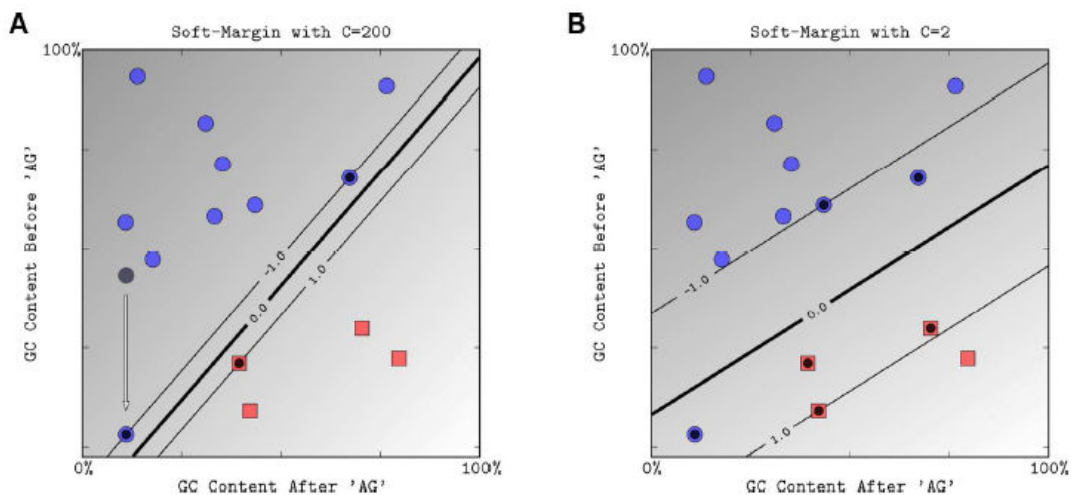 A
Soft-Margin with C=200
100%
GC Content Before 'AG'
-1.0
0.0
1.0
0%
100%
GC Content After 'AG'
B
Soft-Margin with C=2
100%
GC Content Before 'AG'
-1.0
0.0
1.0
0%
100%
GC Content After 'AG'